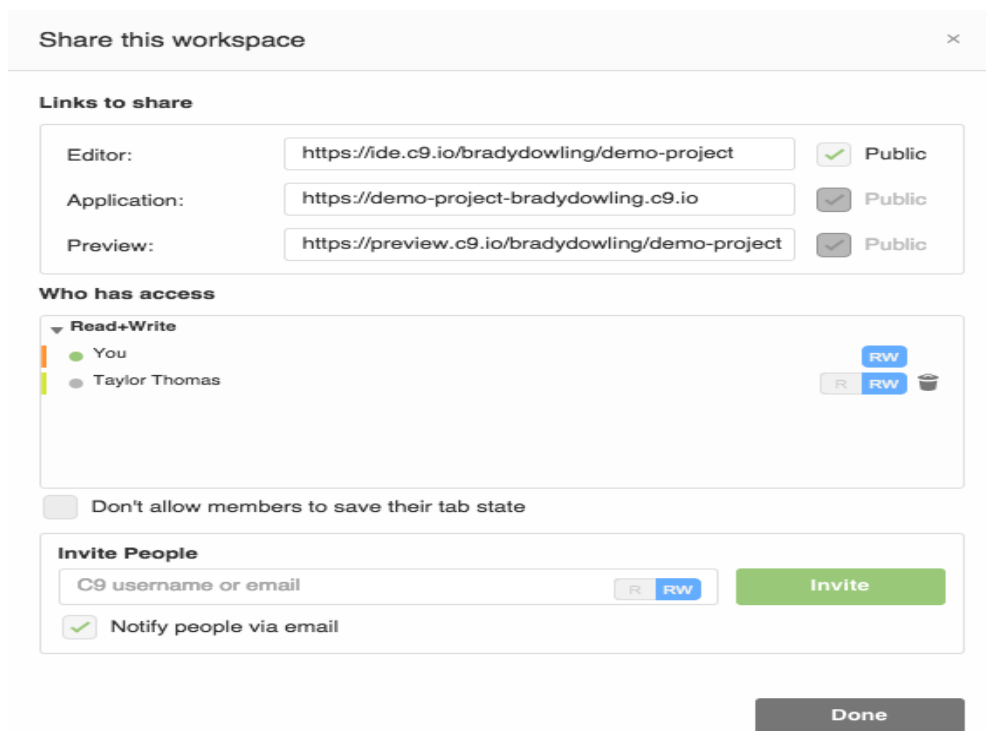 Share this workspace ×
Links to share
Editor: https://ide.c9.io/bradydowling/demo-project Public
Application: https://demo-project-bradydowling.c9.io Public
Preview: https://preview.c9.io/bradydowling/demo-project Public
Who has access
Read+Write
You RW
Taylor Thomas R RW
Don't allow members to save their tab state
Invite People
C9 username or email R RW Invite
Notify people via email
Done